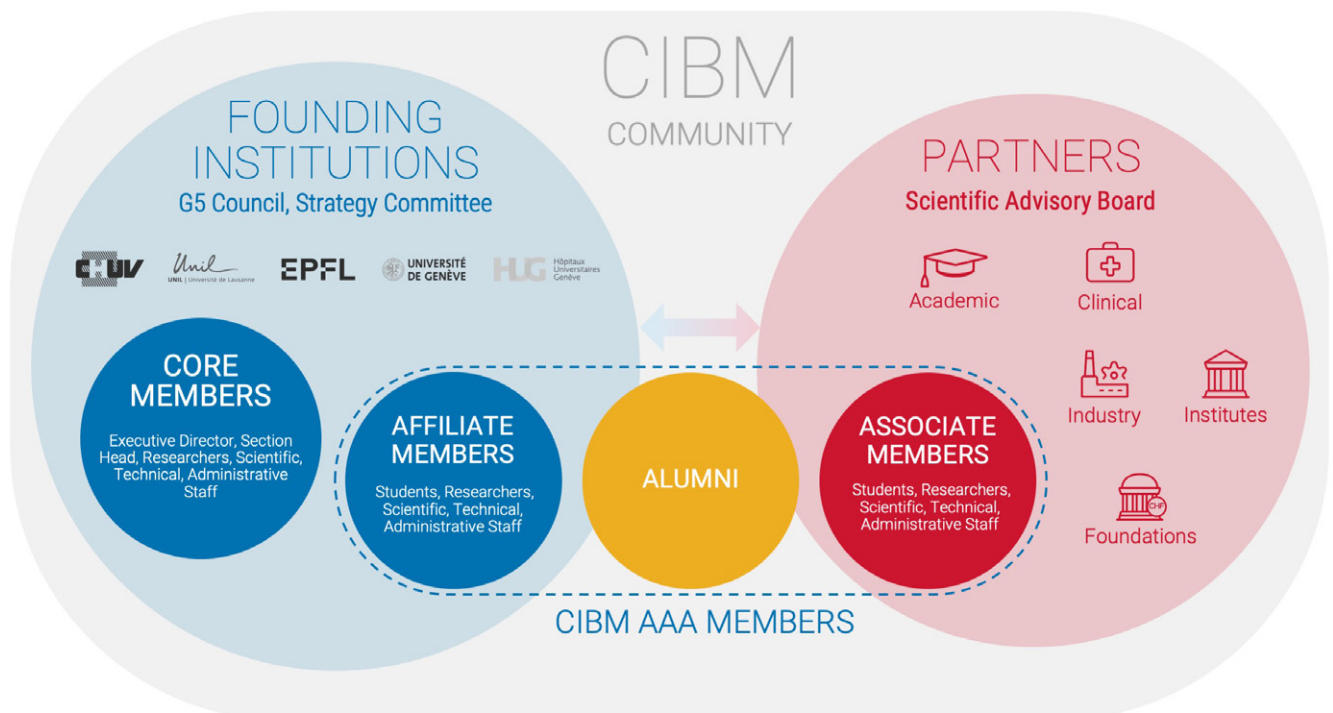 CIBM
COMMUNITY
FOUNDING
INSTITUTIONS
G5 Council, Strategy Committee
CHUV
Unil
UNIL | Université de Lausanne
EPFL
UNIVERSITÉ
DE GENÈVE
HUG
Hôpitaux
Universitaires
Genève
CORE
MEMBERS
Executive Director, Section
Head, Researchers, Scientific,
Technical, Administrative
Staff
AFFILIATE
MEMBERS
Students, Researchers,
Scientific, Technical,
Administrative Staff
ALUMNI
ASSOCIATE
MEMBERS
Students, Researchers,
Scientific, Technical,
Administrative Staff
CIBM AAA MEMBERS
PARTNERS
Scientific Advisory Board
Academic
Clinical
Industry
Institutes
CHF
Foundations